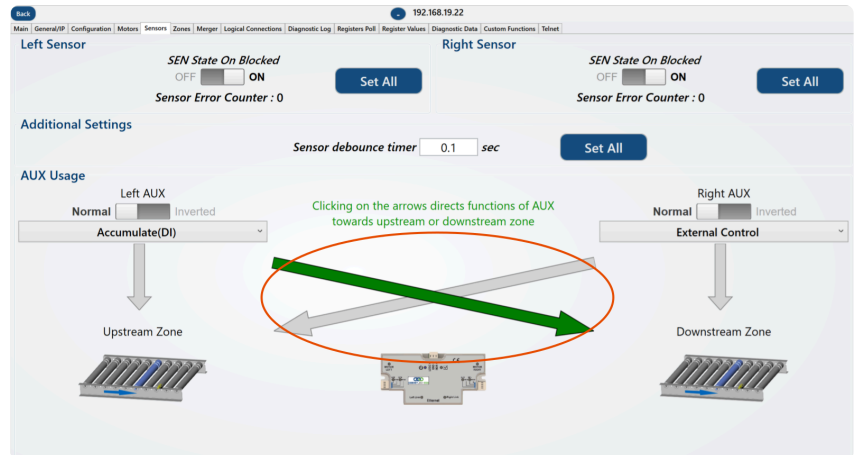 Back
192.168.19.22
Main General/IP Configuration Motors Sensors Zones Merger Logical Connections Diagnostic Log Registers Poll Register Values Diagnostic Data Custom Functions Telnet
Left Sensor
SEN State On Blocked
OFF ON
Set All
Sensor Error Counter : 0
Right Sensor
SEN State On Blocked
OFF ON
Set All
Sensor Error Counter : 0
Additional Settings
Sensor debounce timer 0.1 sec
Set All
AUX Usage
Left AUX
Normal Inverted
Accumulate(DI)
Clicking on the arrows directs functions of AUX
towards upstream or downstream zone
Right AUX
Normal Inverted
External Control
Upstream Zone
Downstream Zone
Ethernet